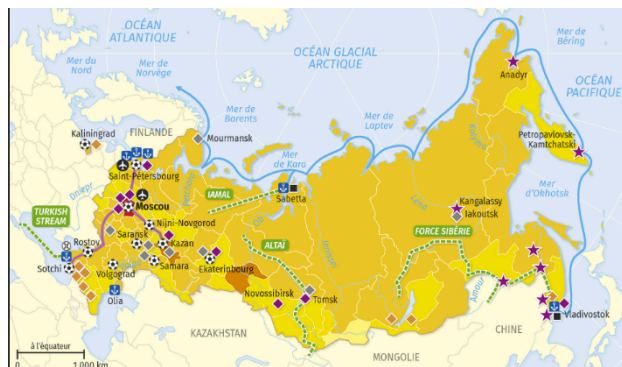 OCÉAN
ATLANTIQUE
Mer du
Nord
Mer de
Norvège
OCÉAN GLACIAL
ARCTIQUE
Mer de
Béring
OCÉAN
PACIFIQUE
Mer de
Barents
Mer de
Laptev
Mer de Kara
Mer
d'Okhotsk
Anadyr
Petropavlovsk-
Kamtchatski
FINLANDE
Kaliningrad
Mourmansk
Saint-Pétersbourg
Dniepr
Moscou
IAMAL
Sabetta
Ob
Kangalassy
Iakoutsk
Léna
TURKISH
STREAM
Nijni-Novgorod
Saransk
Kazan
Rostov
Sotchi
Volgograd
Samara
Ekaterinbourg
ALTAÏ
FORCE SIBÉRIE
Amour
Olia
Novossibirsk
Tomsk
Vladivostok
KAZAKHSTAN
MONGOLIE
CHINE
à l'équateur
0
1 000 km